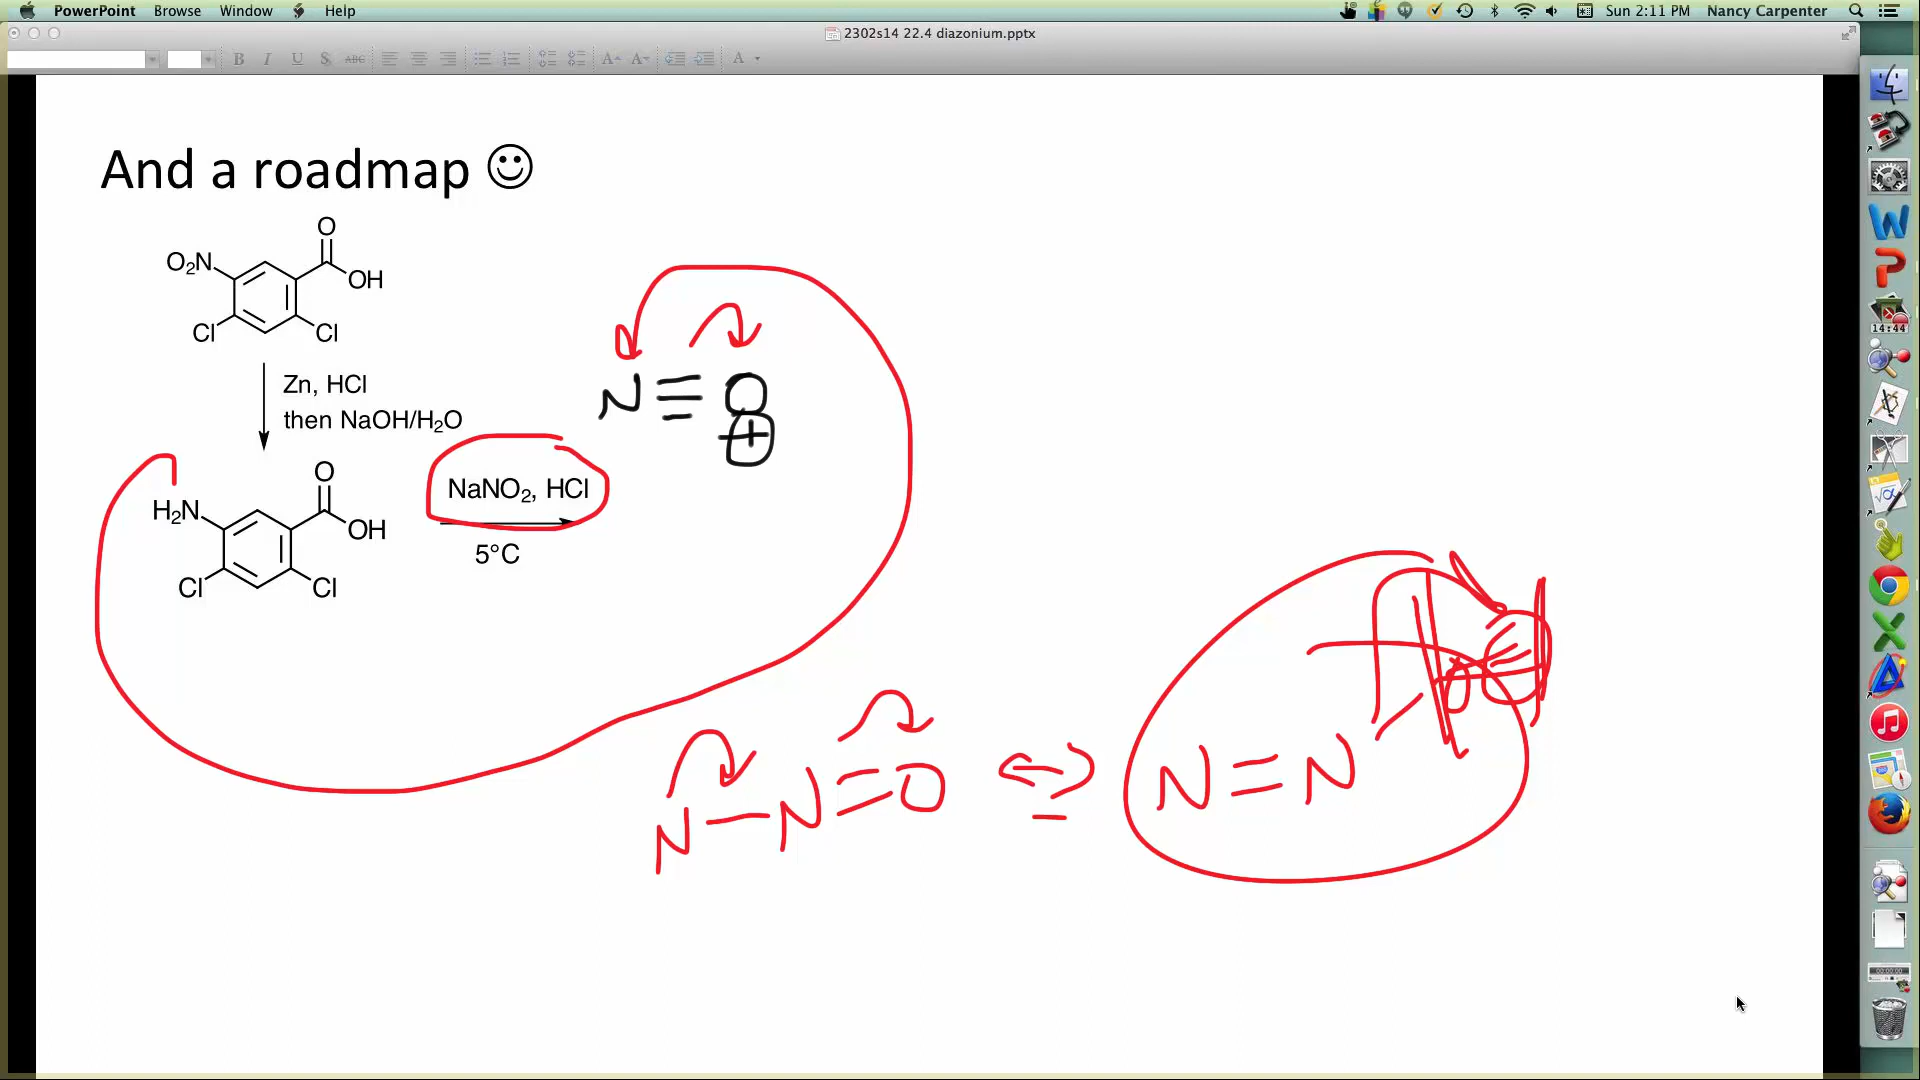 PowerPoint Browse Window Help
Sun 2:11 PM Nancy Carpenter
2302s14 22.4 diazonium.pptx
B I U S ABC A A A
And a roadmap ☺
O
O₂N
OH
Cl Cl
Zn, HCl
then NaOH/H₂O
N≡O
+
O
NaNO₂, HCl
H₂N
OH
5°C
Cl Cl
N-N=O ⇔ N=N
O
14:44